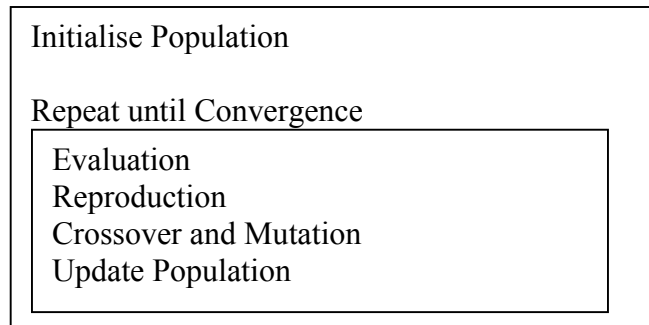 Initialise Population
Repeat until Convergence
Evaluation
Reproduction
Crossover and Mutation
Update Population